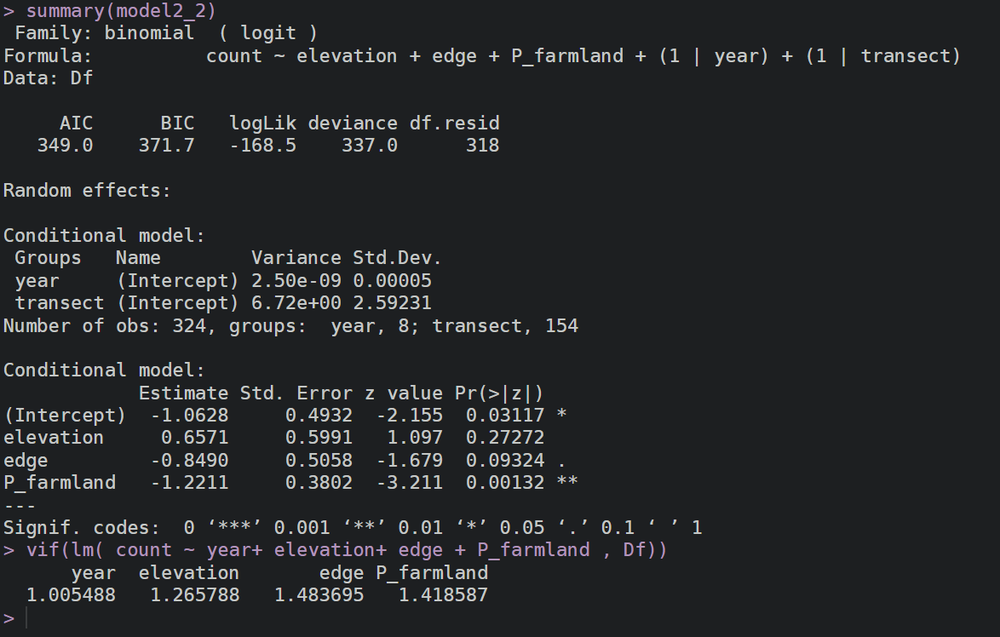 > summary(model2_2)
 Family: binomial  ( logit )
Formula:          count ~ elevation + edge + P_farmland + (1 | year) + (1 | transect)
Data: Df

     AIC      BIC   logLik deviance df.resid
   349.0    371.7   -168.5    337.0      318

Random effects:

Conditional model:
 Groups   Name        Variance Std.Dev.
 year     (Intercept) 2.50e-09 0.00005
 transect (Intercept) 6.72e+00 2.59231
Number of obs: 324, groups:  year, 8; transect, 154

Conditional model:
            Estimate Std. Error z value Pr(>|z|)
(Intercept)  -1.0628     0.4932  -2.155  0.03117 *
elevation     0.6571     0.5991   1.097  0.27272
edge         -0.8490     0.5058  -1.679  0.09324 .
P_farmland   -1.2211     0.3802  -3.211  0.00132 **
---
Signif. codes:  0 ‘***’ 0.001 ‘**’ 0.01 ‘*’ 0.05 ‘.’ 0.1 ‘ ’ 1
> vif(lm( count ~ year+ elevation+ edge + P_farmland , Df))
      year  elevation       edge P_farmland
  1.005488   1.265788   1.483695   1.418587
>